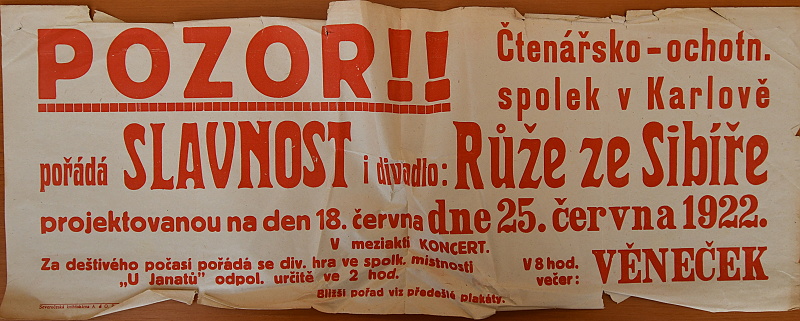 POZOR!!
Čtenářsko-ochotn.
spolek v Karlově
pořádá SLAVNOST i divadlo: Růže ze Sibíře
projektovanou na den 18. června dne 25. června 1922.
V meziaktí KONCERT.
Za deštivého počasí pořádá se div. hra ve spolk. místnosti
„U Janatů" odpol. určitě ve 2 hod.
Bližší pořad viz předešlé plakáty.
V 8 hod.
večer: VĚNEČEK